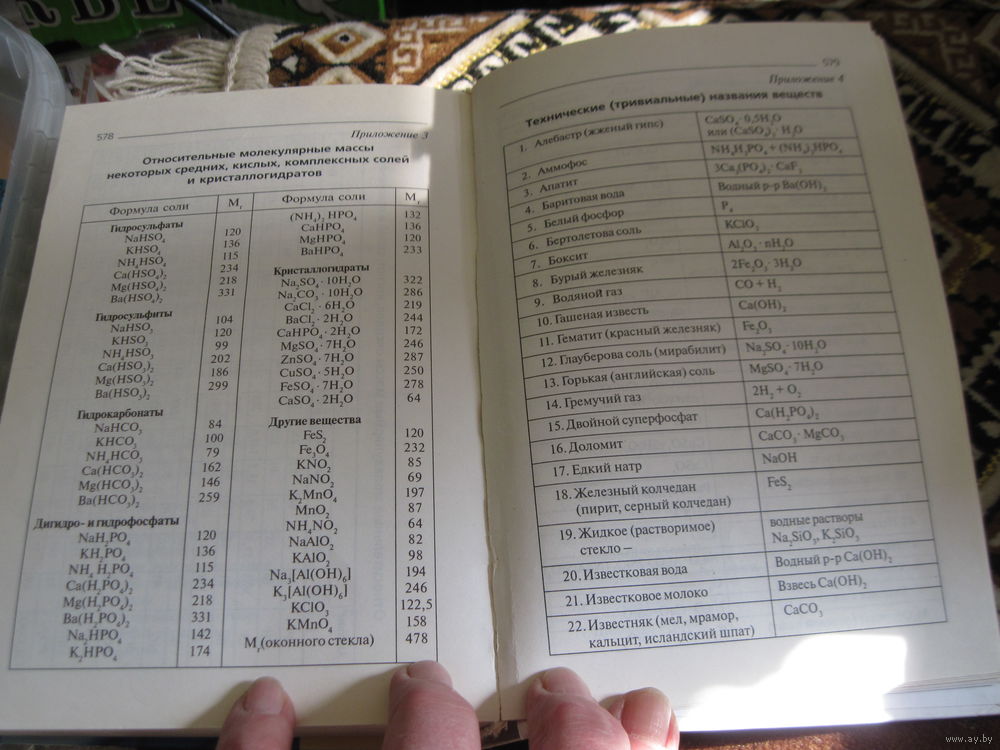 578
Приложение 3
Относительные молекулярные массы
некоторых средних, кислых, комплексных солей
и кристаллогидратов
Формула соли M_r
Гидросульфаты
NaHSO₄ 120
KHSO₄ 136
NH₄HSO₄ 115
Ca(HSO₄)₂ 234
Mg(HSO₄)₂ 218
Ba(HSO₄)₂ 331
Гидросульфиты
NaHSO₃ 104
KHSO₃ 120
NH₄HSO₃ 99
Ca(HSO₃)₂ 202
Mg(HSO₃)₂ 186
Ba(HSO₃)₂ 299
Гидрокарбонаты
NaHCO₃ 84
KHCO₃ 100
NH₄HCO₃ 79
Ca(HCO₃)₂ 162
Mg(HCO₃)₂ 146
Ba(HCO₃)₂ 259
Дигидро- и гидрофосфаты
NaH₂PO₄ 120
KH₂PO₄ 136
NH₄ H₂PO₄ 115
Ca(H₂PO₄)₂ 234
Mg(H₂PO₄)₂ 218
Ba(H₂PO₄)₂ 331
Na₂HPO₄ 142
K₂HPO₄ 174
Формула соли M_r
(NH₄)₂ HPO₄ 132
CaHPO₄ 136
MgHPO₄ 120
BaHPO₄ 233
Кристаллогидраты
Na₂SO₄ · 10H₂O 322
Na₂CO₃ · 10H₂O 286
CaCl₂ · 6H₂O 219
BaCl₂ · 2H₂O 244
CaHPO₄ · 2H₂O 172
MgSO₄ · 7H₂O 246
ZnSO₄ · 7H₂O 287
CuSO₄ · 5H₂O 250
FeSO₄ · 7H₂O 278
CaSO₄ · 2H₂O 64
Другие вещества
FeS₂ 120
Fe₃O₄ 232
KNO₂ 85
NaNO₂ 69
K₂MnO₄ 197
MnO₂ 87
NH₄NO₂ 64
NaAlO₂ 82
KAlO₂ 98
Na₃[Al(OH)₆] 194
K₃[Al(OH)₆] 246
KClO₃ 122,5
KMnO₄ 158
M_r(оконного стекла) 478
579
Приложение 4
Технические (тривиальные) названия веществ
1. Алебастр (жженый гипс) CaSO₄ · 0,5H₂O
или (CaSO₄)₂ · H₂O
2. Аммофос NH₄H₂PO₄ + (NH₄)₂HPO₄
3. Апатит 3Ca₃(PO₄)₂ · CaF₂
4. Баритовая вода Водный р-р Ba(OH)₂
5. Белый фосфор P₄
6. Бертолетова соль KClO₃
7. Боксит Al₂O₃ · nH₂O
8. Бурый железняк 2Fe₂O₃ · 3H₂O
9. Водяной газ CO + H₂
10. Гашеная известь Ca(OH)₂
11. Гематит (красный железняк) Fe₂O₃
12. Глауберова соль (мирабилит) Na₂SO₄ · 10H₂O
13. Горькая (английская) соль MgSO₄ · 7H₂O
14. Гремучий газ 2H₂ + O₂
15. Двойной суперфосфат Ca(H₂PO₄)₂
16. Доломит CaCO₃ · MgCO₃
17. Едкий натр NaOH
18. Железный колчедан FeS₂
(пирит, серный колчедан)
19. Жидкое (растворимое) водные растворы
стекло – Na₂SiO₃, K₂SiO₃
20. Известковая вода Водный р-р Ca(OH)₂
21. Известковое молоко Взвесь Ca(OH)₂
22. Известняк (мел, мрамор, CaCO₃
кальцит, исландский шпат)
www.ay.by